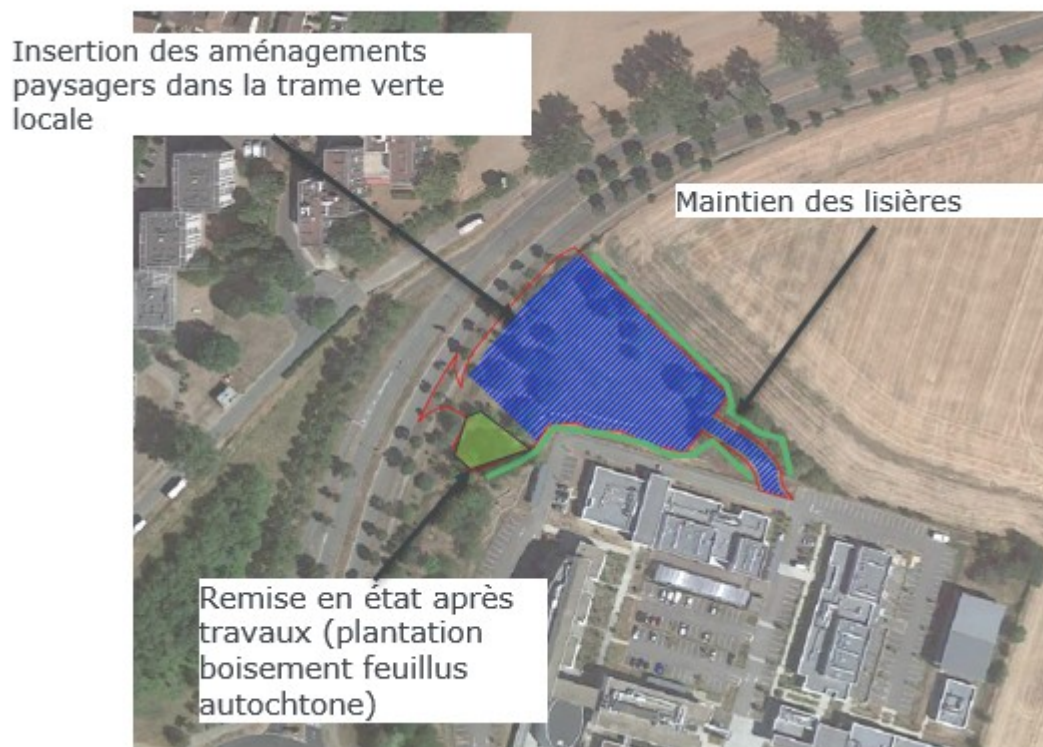 Insertion des aménagements
paysagers dans la trame verte
locale
Maintien des lisières
Remise en état après
travaux (plantation
boisement feuillus
autochtone)